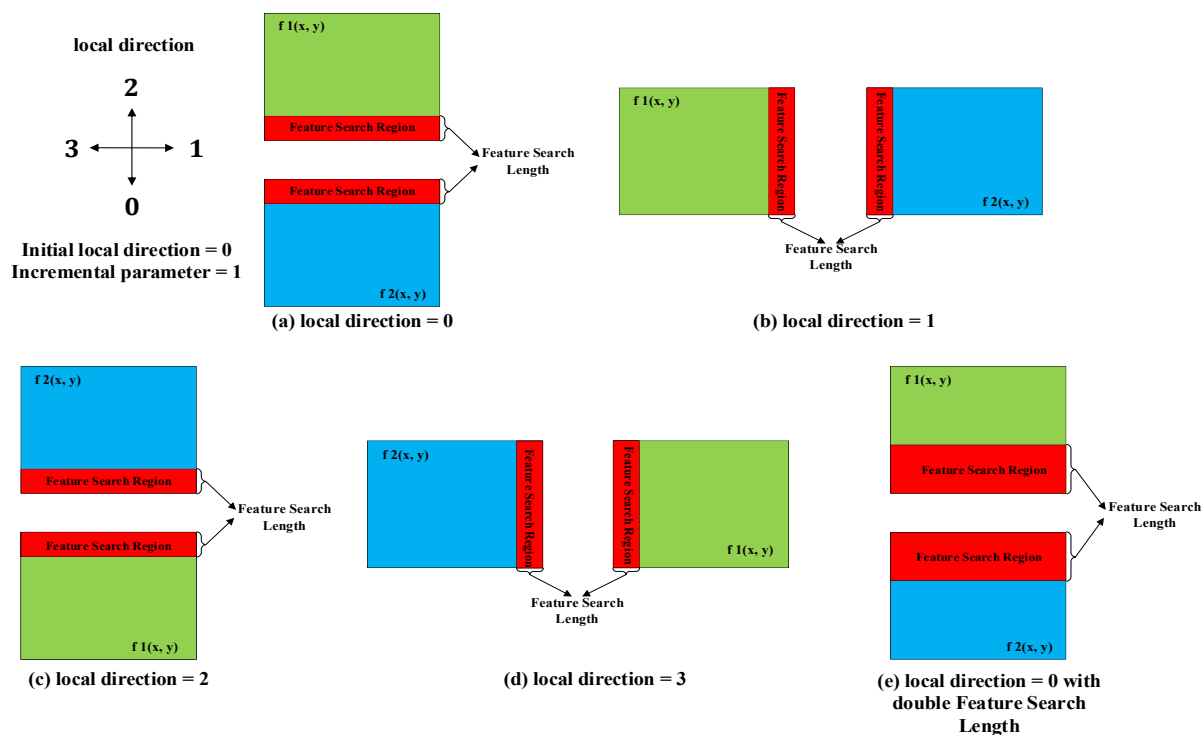 local direction
2
3
1
0
Initial local direction = 0
Incremental parameter = 1
f 1(x, y)
Feature Search Region
Feature Search
Length
Feature Search Region
f 2(x, y)
(a) local direction = 0
f 1(x, y)
Feature Search Region
Feature Search Region
f 2(x, y)
Feature Search
Length
(b) local direction = 1
f 2(x, y)
Feature Search Region
Feature Search
Length
Feature Search Region
f 1(x, y)
(c) local direction = 2
f 2(x, y)
Feature Search Region
Feature Search Region
f 1(x, y)
Feature Search
Length
(d) local direction = 3
f 1(x, y)
Feature Search Region
Feature Search
Length
Feature Search Region
f 2(x, y)
(e) local direction = 0 with
double Feature Search
Length